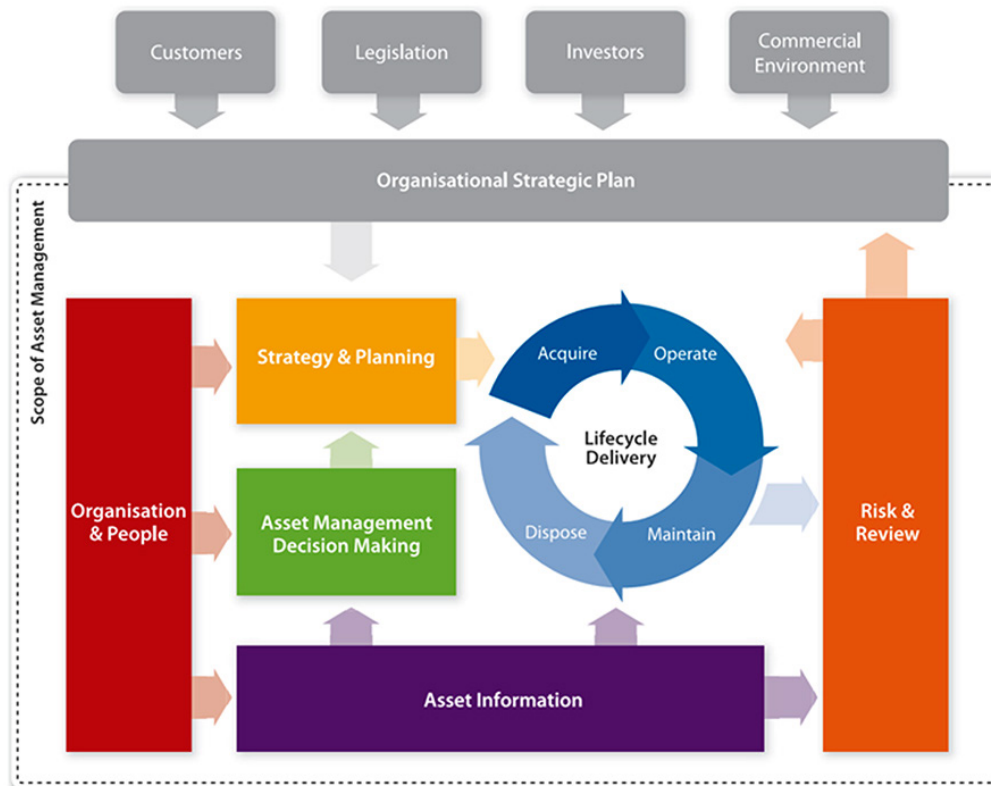 Customers
Legislation
Investors
Commercial
Environment
Organisational Strategic Plan
Scope of Asset Management
Strategy & Planning
Acquire
Operate
Lifecycle
Delivery
Organisation
& People
Asset Management
Decision Making
Dispose
Maintain
Risk &
Review
Asset Information